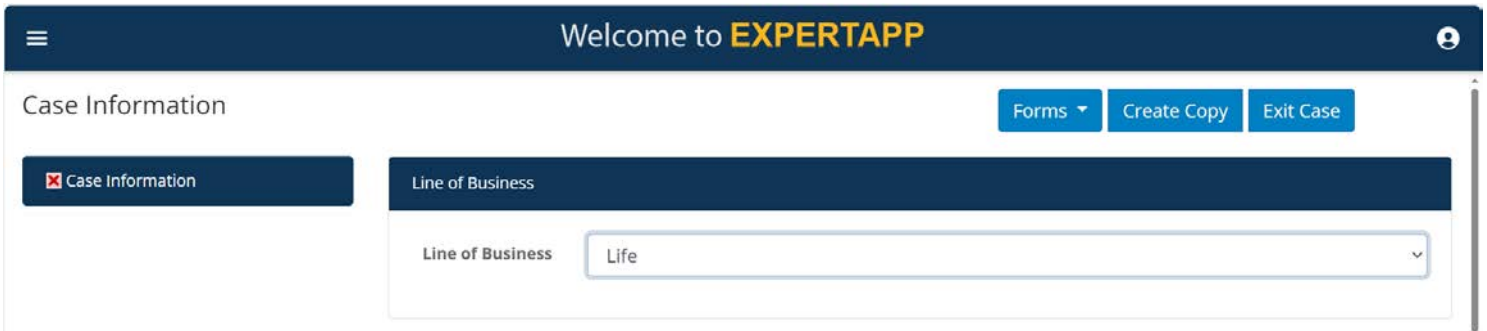 Welcome to EXPERTAPP
Case Information
Forms
Create Copy
Exit Case
Case Information
Line of Business
Line of Business
Life